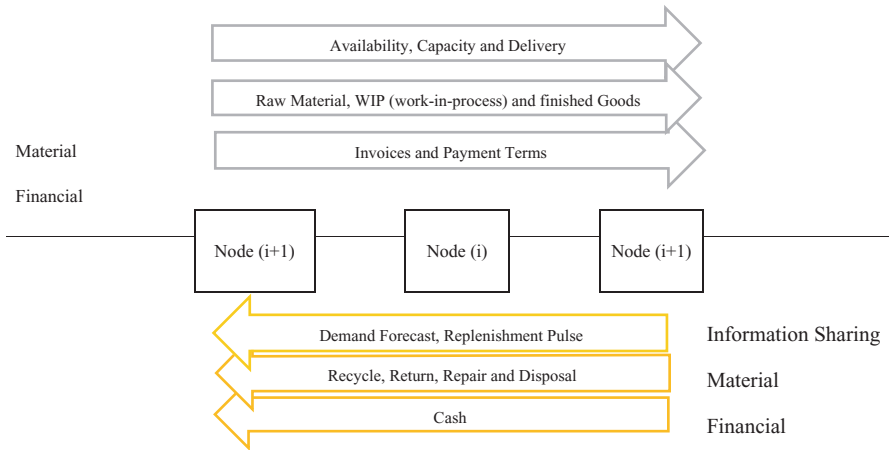 Availability, Capacity and Delivery
Raw Material, WIP (work-in-process) and finished Goods
Material
Invoices and Payment Terms
Financial
Node (i+1)
Node (i)
Node (i+1)
Demand Forecast, Replenishment Pulse
Information Sharing
Recycle, Return, Repair and Disposal
Material
Cash
Financial